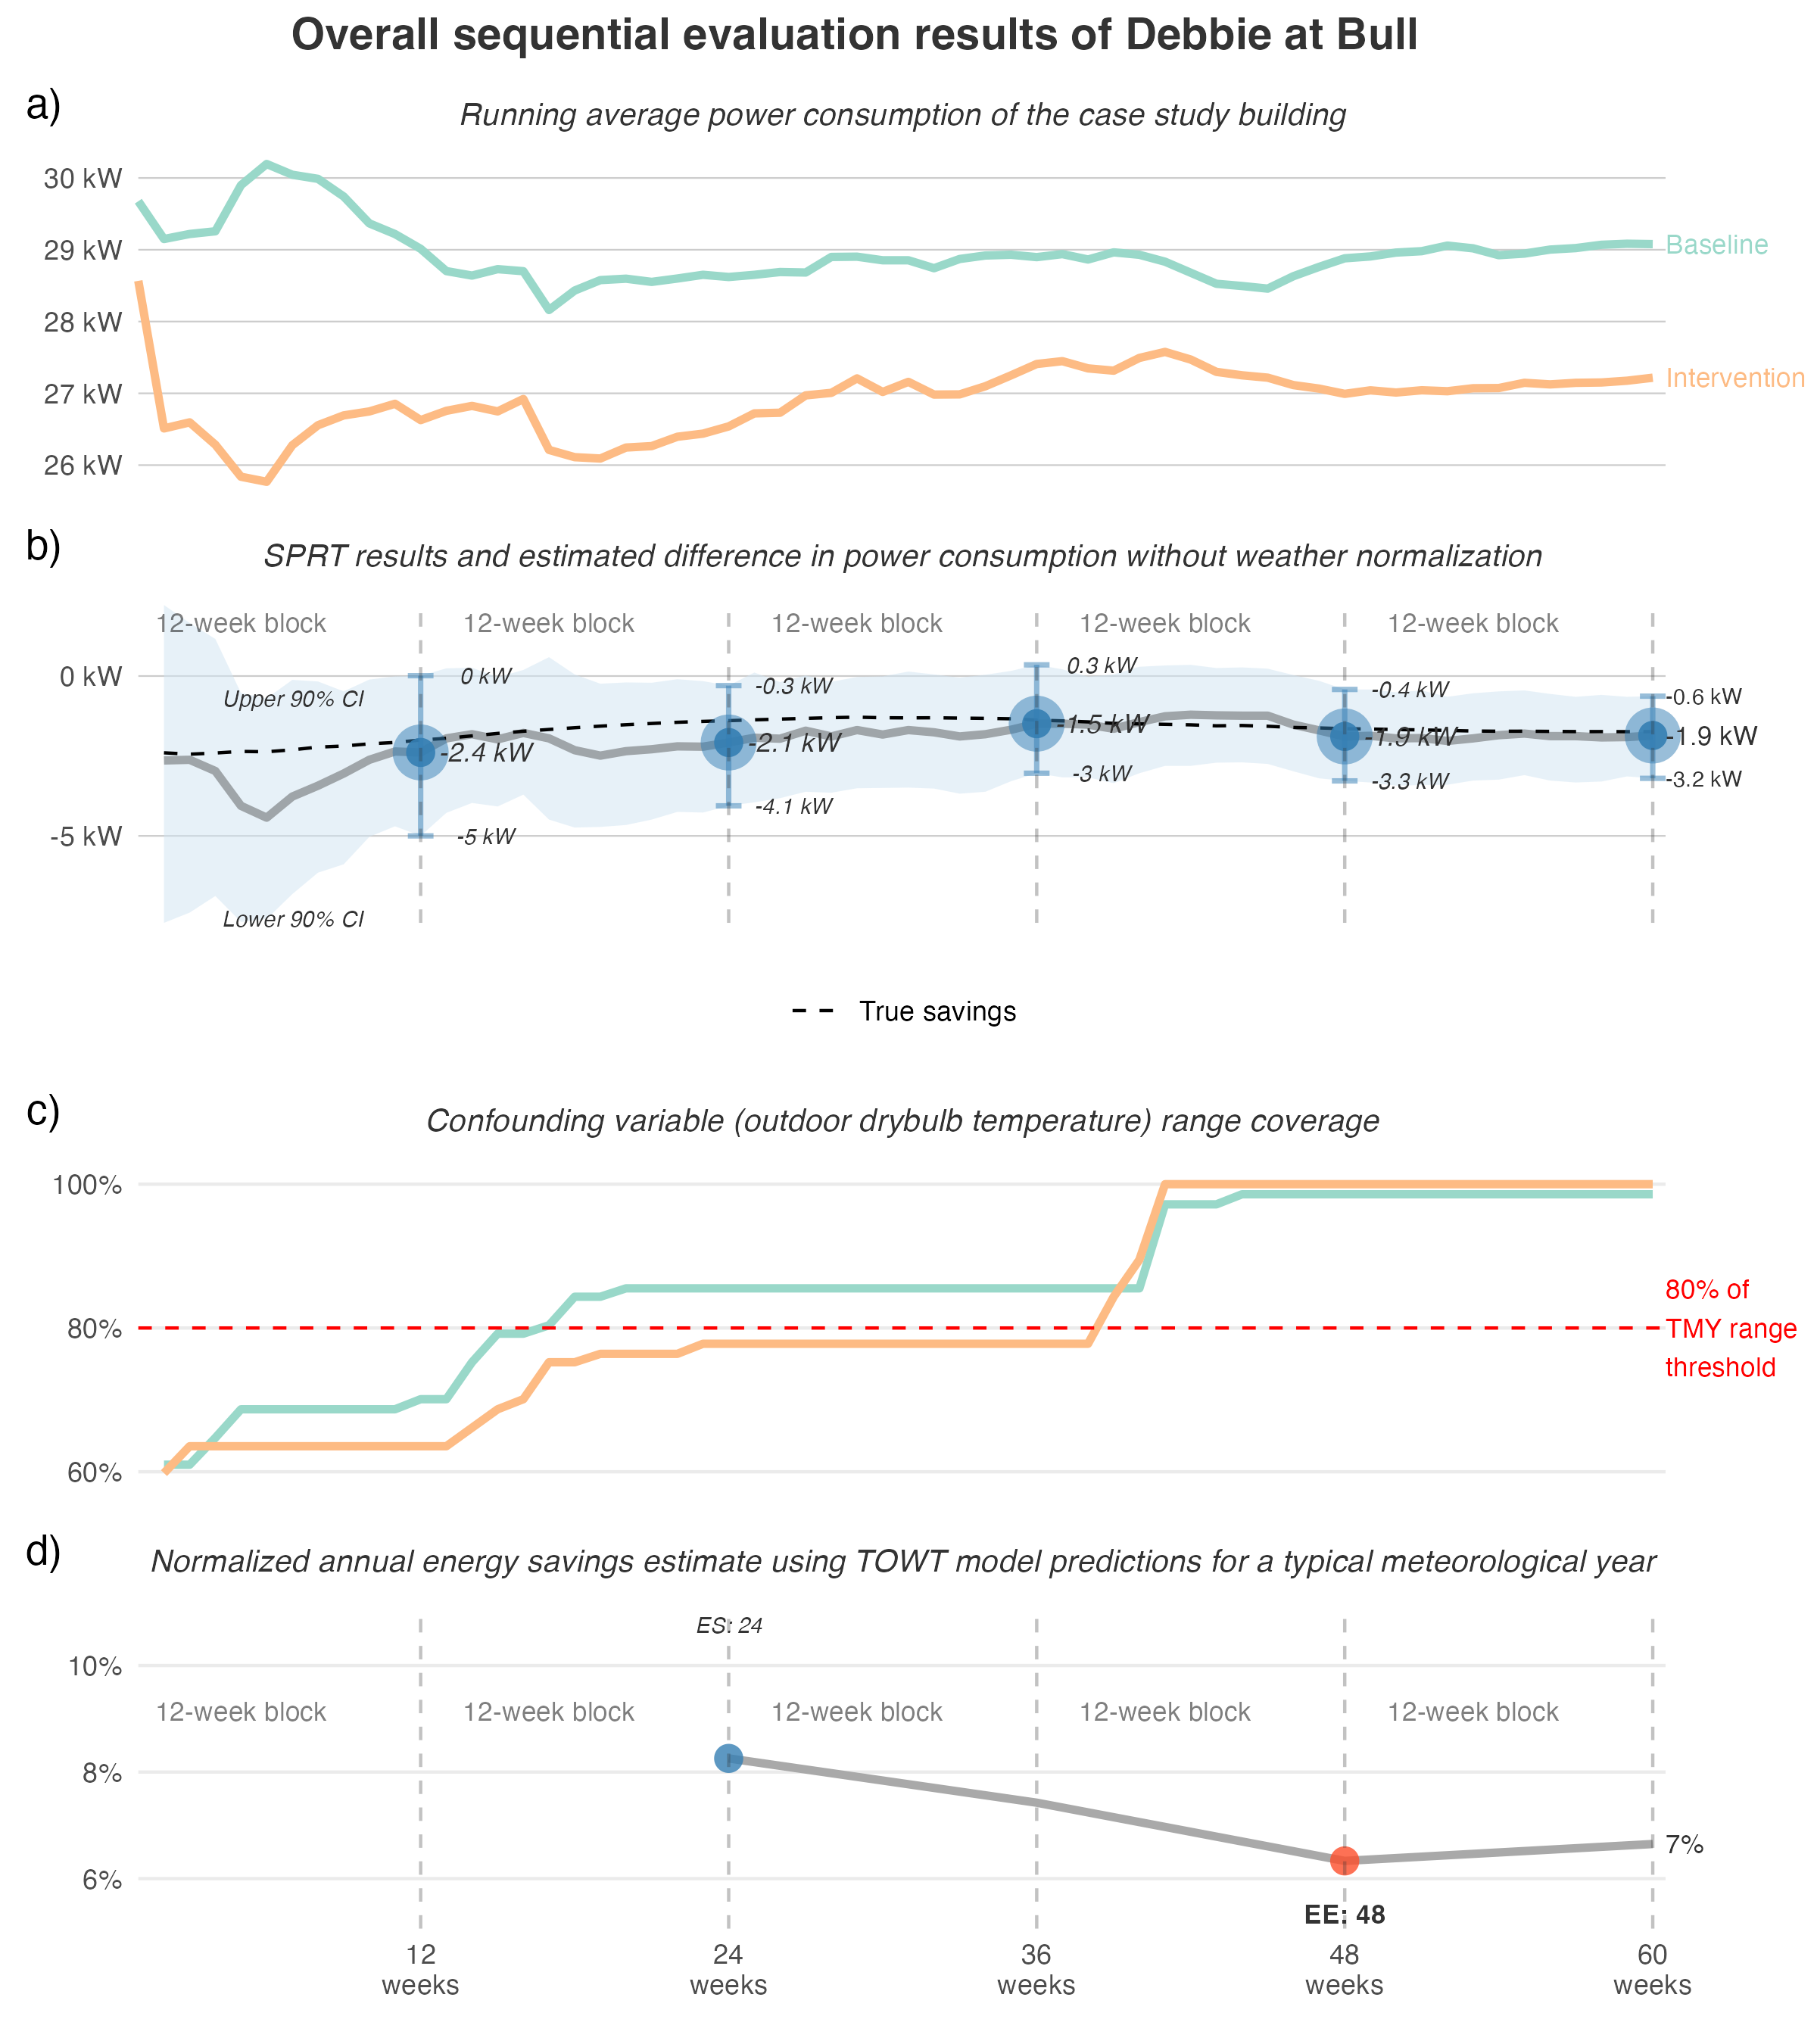 Overall sequential evaluation results of Debbie at Bull
a)
Running average power consumption of the case study building
30 kW
29 kW
28 kW
27 kW
26 kW
Baseline
Intervention
b)
SPRT results and estimated difference in power consumption without weather normalization
12-week block 12-week block 12-week block 12-week block 12-week block
0 kW
-5 kW
Upper 90% CI
Lower 90% CI
0 kW
-2.4 kW
-5 kW
-0.3 kW
-2.1 kW
-4.1 kW
0.3 kW
-1.5 kW
-3 kW
-0.4 kW
-1.9 kW
-3.3 kW
-0.6 kW
-1.9 kW
-3.2 kW
True savings
c)
Confounding variable (outdoor drybulb temperature) range coverage
100%
80%
60%
80% of
TMY range
threshold
d)
Normalized annual energy savings estimate using TOWT model predictions for a typical meteorological year
ES: 24
10%
12-week block 12-week block 12-week block 12-week block 12-week block
8%
6%
7%
EE: 48
12 24 36 48 60
weeks weeks weeks weeks weeks